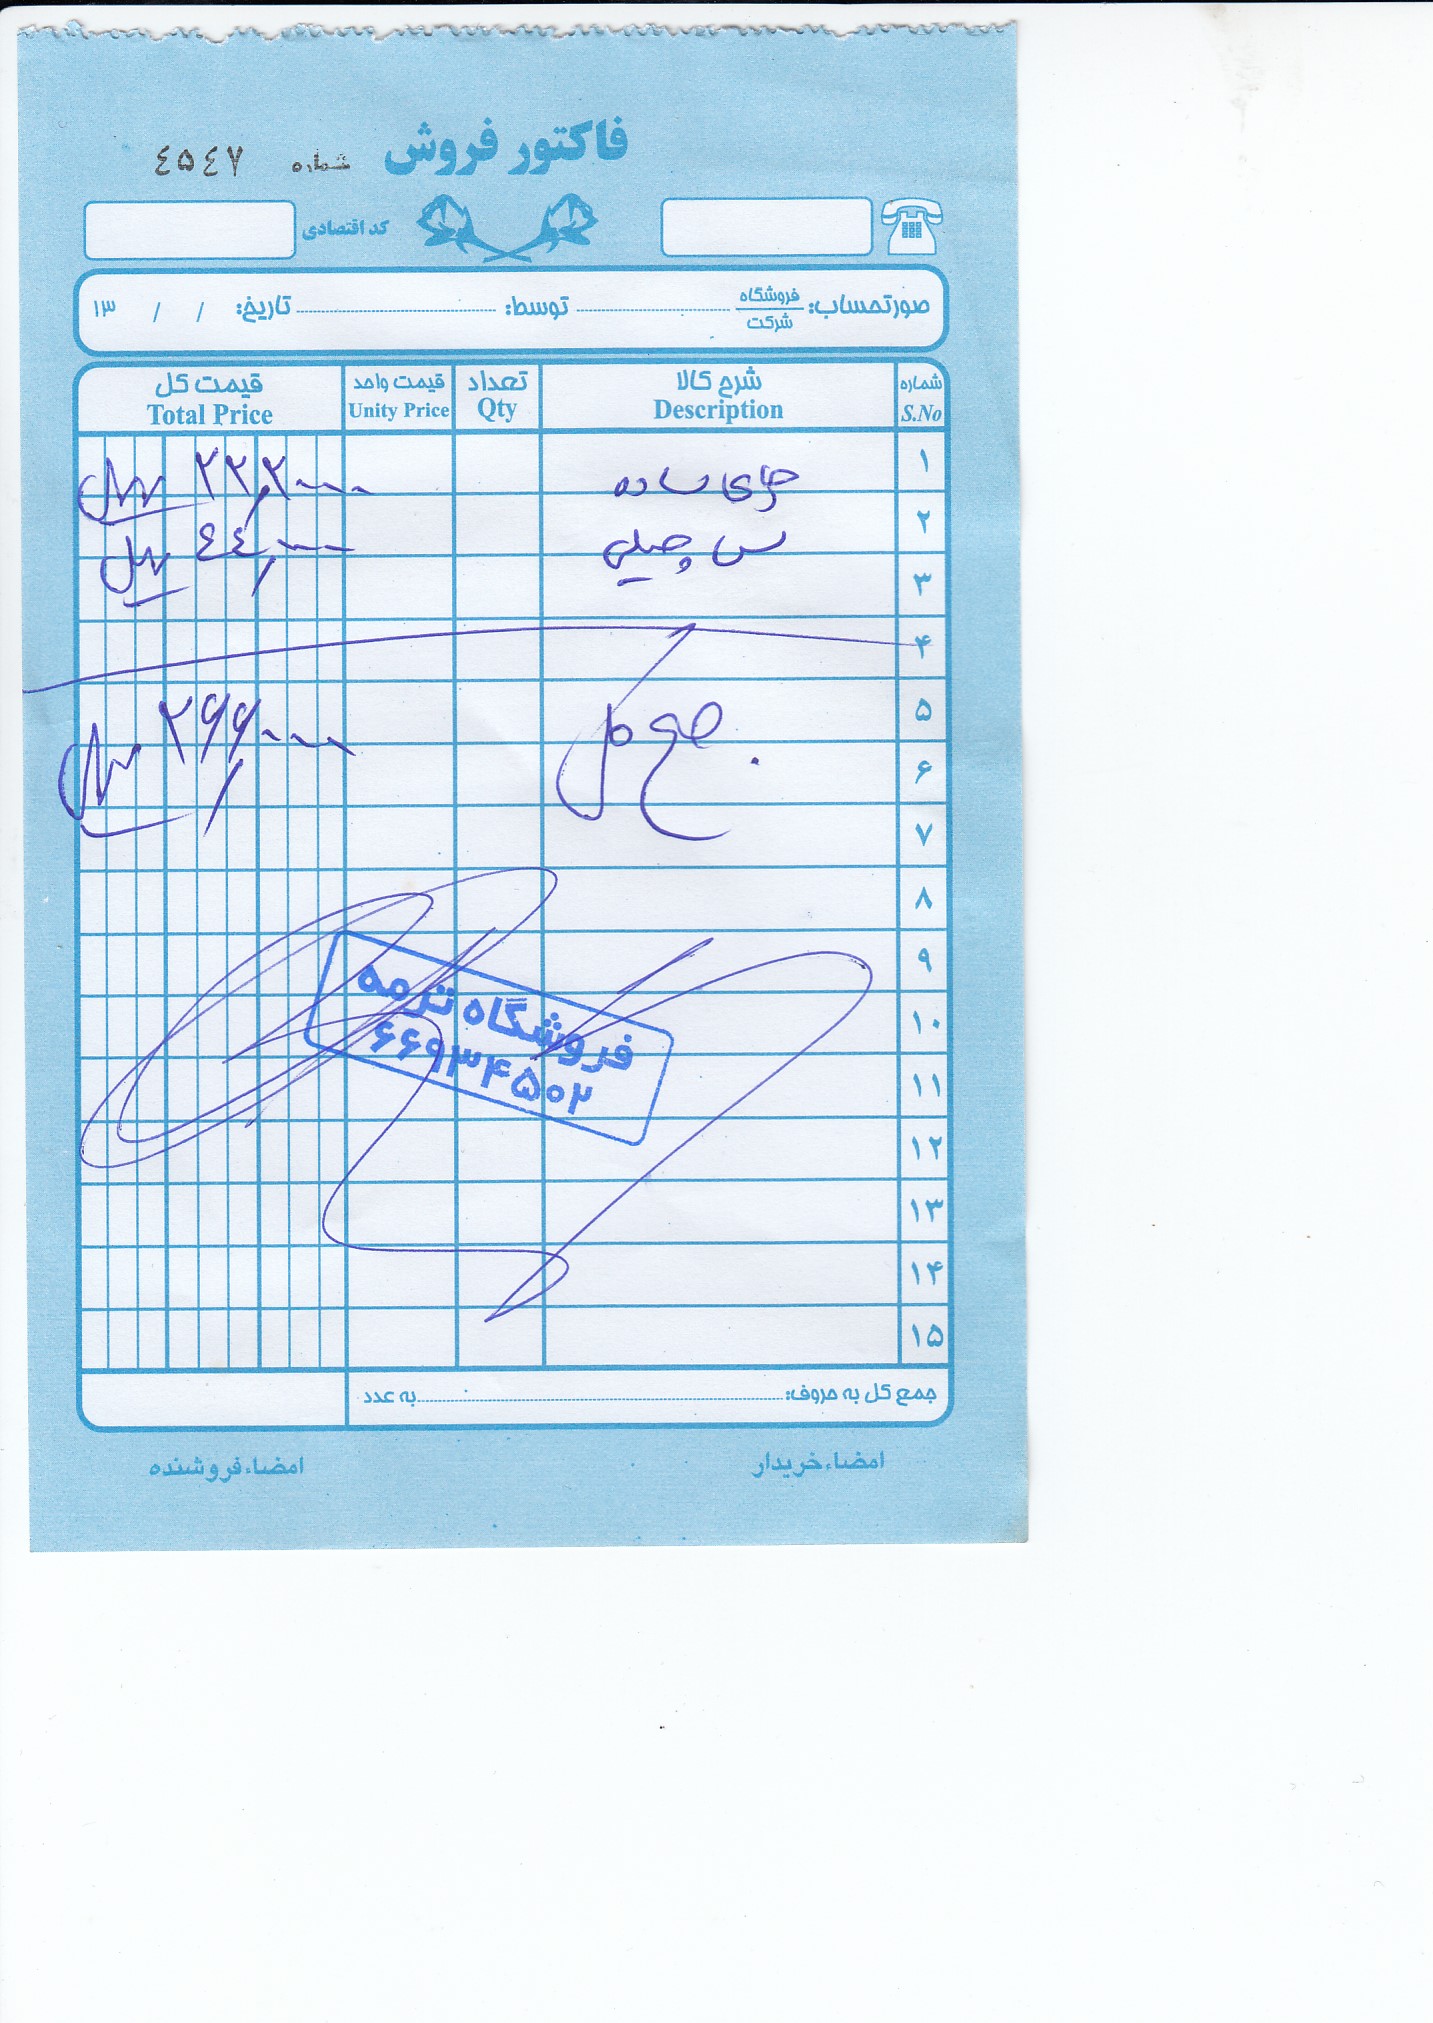 فاکتور فروش
شماره ٤٥٤٧
کد اقتصادی
صورتحساب: فروشگاه شرکت توسط: تاریخ: / / ۱۳
شماره شرح کالا تعداد قیمت واحد قیمت کل
S.No Description Qty Unity Price Total Price
۱ ساده ریال
۲ سس چیلی ٤٤,۰۰۰ ریال
۳
۴
۵ جمع کل ۲۶۶,۰۰۰ ریال
۶
۷
۸
۹
۱۰
۱۱
۱۲
۱۳
۱۴
۱۵
فروشگاه ترمه
۶۶۹۳۴۵۰۲
جمع کل به حروف: به عدد
امضاء خریدار امضاء فروشنده